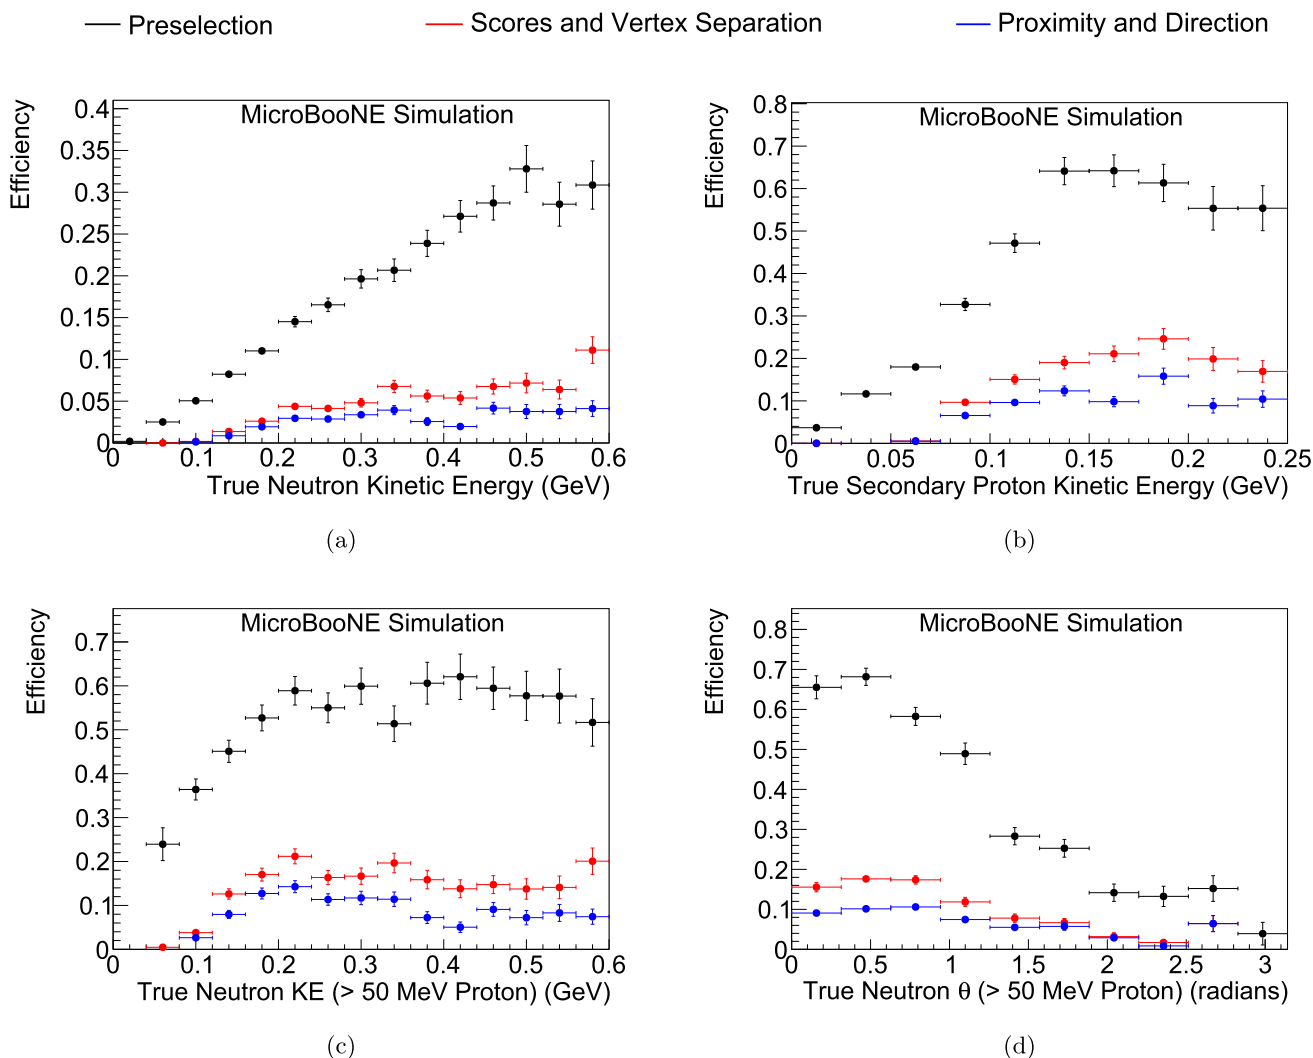 Preselection Scores and Vertex Separation Proximity and Direction
MicroBooNE Simulation
Efficiency
0.4
0.35
0.3
0.25
0.2
0.15
0.1
0.05
0
0 0.1 0.2 0.3 0.4 0.5 0.6
True Neutron Kinetic Energy (GeV)
(a)
MicroBooNE Simulation
Efficiency
0.8
0.7
0.6
0.5
0.4
0.3
0.2
0.1
0
0 0.05 0.1 0.15 0.2 0.25
True Secondary Proton Kinetic Energy (GeV)
(b)
MicroBooNE Simulation
Efficiency
0.7
0.6
0.5
0.4
0.3
0.2
0.1
0
0 0.1 0.2 0.3 0.4 0.5 0.6
True Neutron KE (> 50 MeV Proton) (GeV)
(c)
MicroBooNE Simulation
Efficiency
0.8
0.7
0.6
0.5
0.4
0.3
0.2
0.1
0
0 0.5 1 1.5 2 2.5 3
True Neutron θ (> 50 MeV Proton) (radians)
(d)